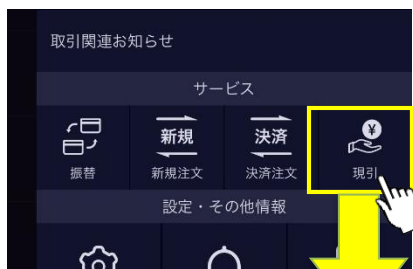 取引関連お知らせ
サービス
新規 決済 ¥
振替 新規注文 決済注文 現引
設定・その他情報